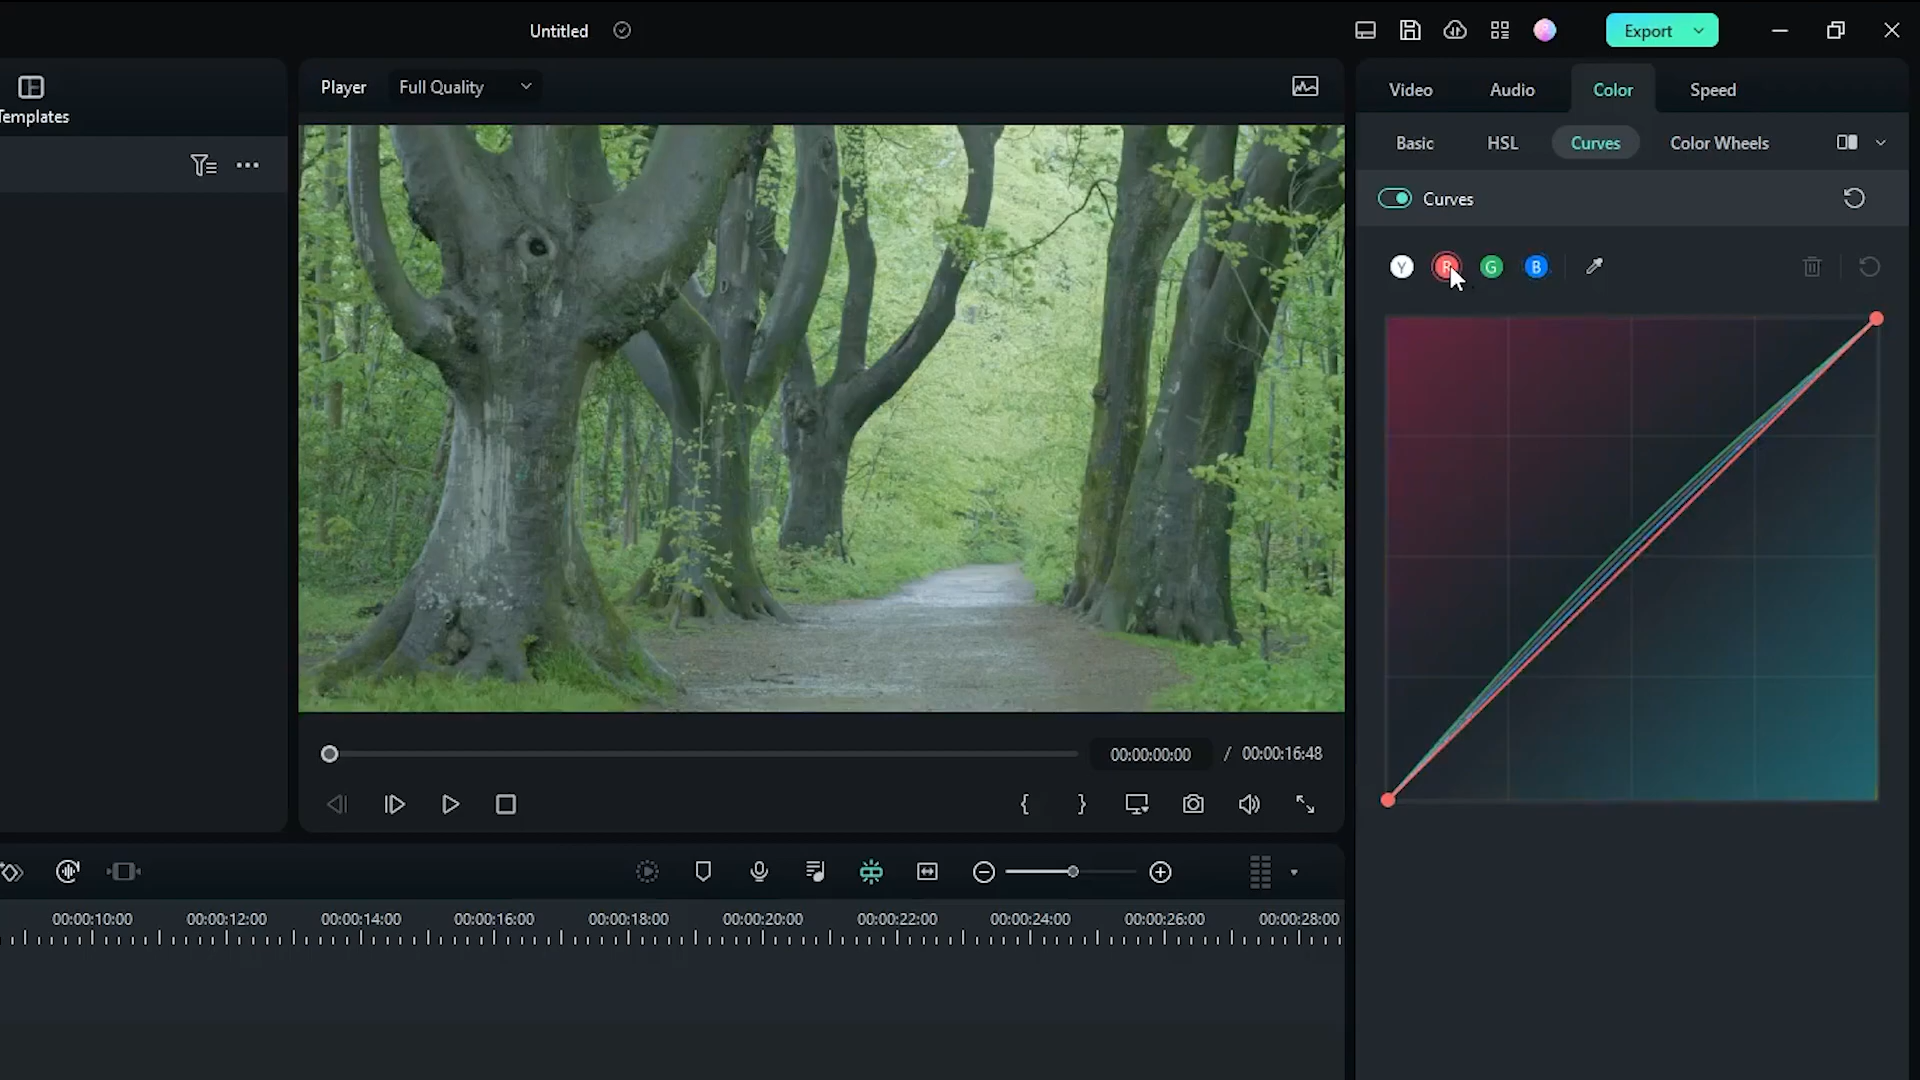 Untitled
Export
Templates
Player
Full Quality
Video
Audio
Color
Speed
Basic
HSL
Curves
Color Wheels
Curves
Y
R
G
B
00:00:00:00
/
00:00:16:48
00:00:10:00
00:00:12:00
00:00:14:00
00:00:16:00
00:00:18:00
00:00:20:00
00:00:22:00
00:00:24:00
00:00:26:00
00:00:28:00